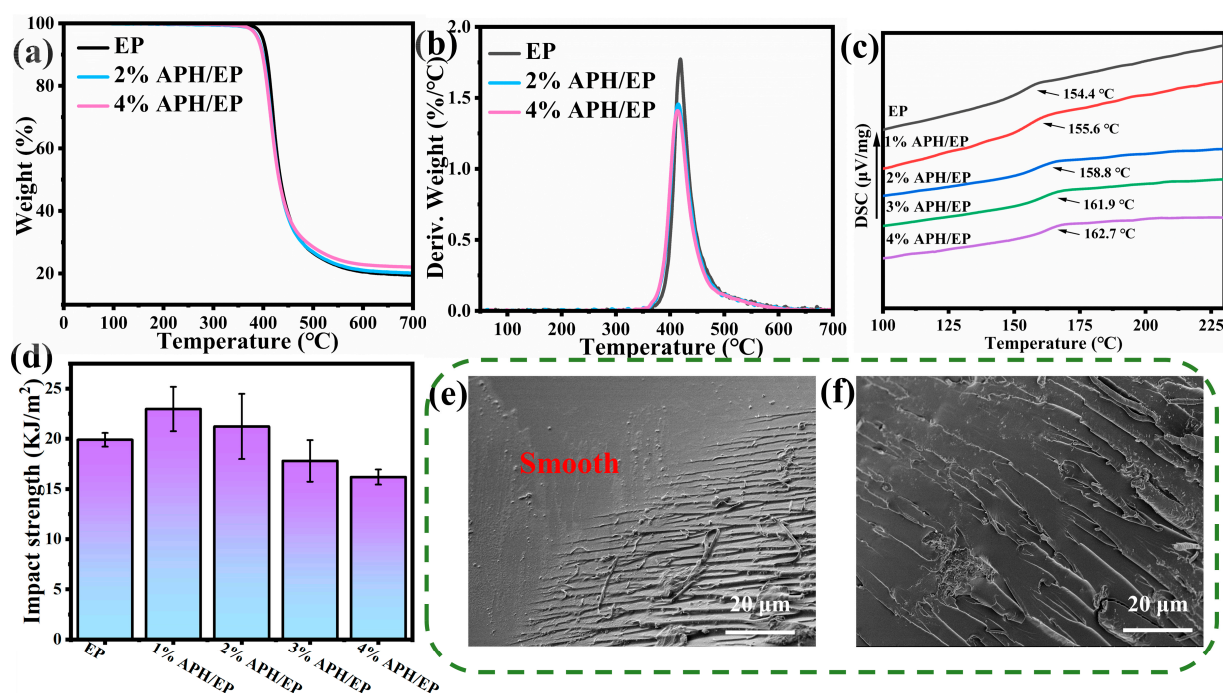 (a)
EP
2% APH/EP
4% APH/EP
Weight (%)
100
80
60
40
20
0 100 200 300 400 500 600 700
Temperature (℃)
(b)
EP
2% APH/EP
4% APH/EP
Deriv. Weight (%/℃)
2.0
1.5
1.0
0.5
0.0
100 200 300 400 500 600 700
Temperature (℃)
(c)
DSC (μV/mg)
EP
154.4 ℃
1% APH/EP
155.6 ℃
2% APH/EP
158.8 ℃
3% APH/EP
161.9 ℃
4% APH/EP
162.7 ℃
100 125 150 175 200 225
Temperature (℃)
(d)
Impact strength (KJ/m²)
25
20
15
10
5
0
EP
1% APH/EP
2% APH/EP
3% APH/EP
4% APH/EP
(e)
Smooth
20 μm
(f)
20 μm